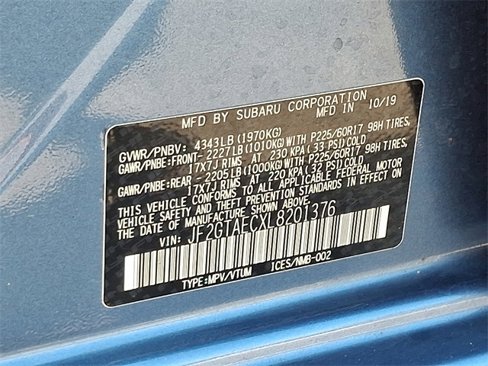 MFD BY SUBARU CORPORATION
MFD IN 10/19
GVWR/PNBV: 4343LB(1970KG)
GAWR/PNBE:FRONT- 2227LB(1010KG)WITH P225/60R17 98H TIRES,
17X7J RIMS AT 230 KPA(33 PSI)COLD
GAWR/PNBE:REAR - 2205LB(1000KG)WITH P225/60R17 98H TIRES,
17X7J RIMS AT 220 KPA(32 PSI)COLD
THIS VEHICLE CONFORMS TO ALL APPLICABLE FEDERAL MOTOR
VEHICLE SAFETY AND BUMPER STANDARDS IN EFFECT ON THE DATE OF
MANUFACTURE SHOWN ABOVE.
VIN: JF2GTAECXL8201376
TYPE:MPV/VTUM ICES/NMB-002